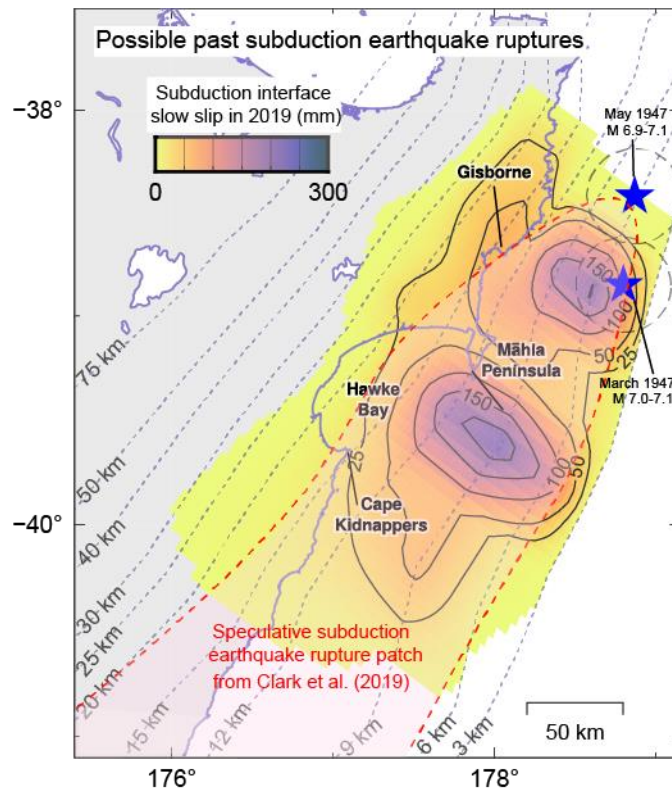 Possible past subduction earthquake ruptures
−38°
Subduction interface
slow slip in 2019 (mm)
0
300
May 1947
M 6.9-7.1
Gisborne
150
100
50
25
Māhia
Peninsula
March 1947
M 7.0-7.1
Hawke
Bay
150
25
100
50
Cape
Kidnappers
−40°
75 km
50 km
40 km
30 km
25 km
20 km
15 km
12 km
9 km
6 km
3 km
Speculative subduction
earthquake rupture patch
from Clark et al. (2019)
50 km
176°
178°